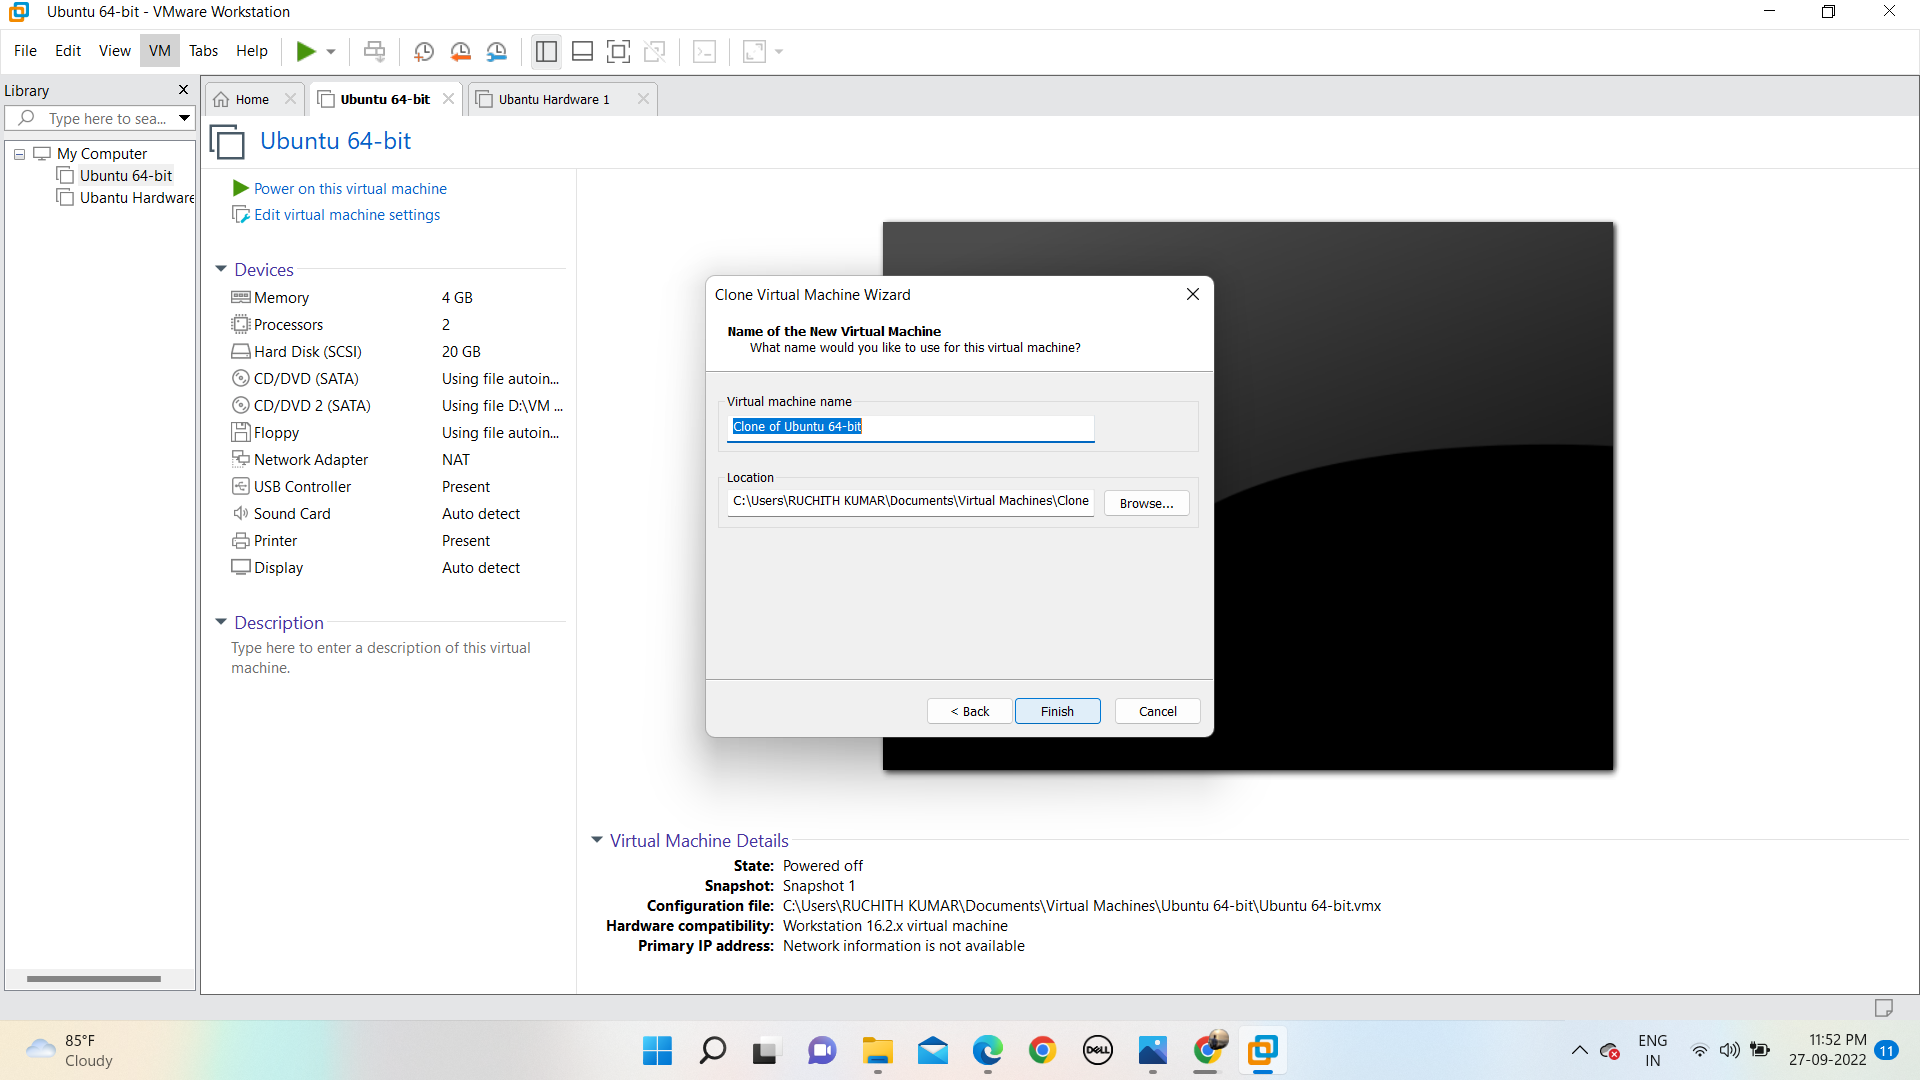 Ubuntu 64-bit - VMware Workstation
File Edit View VM Tabs Help
Library
Type here to sea...
My Computer
Ubuntu 64-bit
Ubantu Hardware
Home
Ubuntu 64-bit
Ubantu Hardware 1
Ubuntu 64-bit
Power on this virtual machine
Edit virtual machine settings
Devices
Memory 4 GB
Processors 2
Hard Disk (SCSI) 20 GB
CD/DVD (SATA) Using file autoin...
CD/DVD 2 (SATA) Using file D:\VM ...
Floppy Using file autoin...
Network Adapter NAT
USB Controller Present
Sound Card Auto detect
Printer Present
Display Auto detect
Description
Type here to enter a description of this virtual
machine.
Clone Virtual Machine Wizard
Name of the New Virtual Machine
What name would you like to use for this virtual machine?
Virtual machine name
Clone of Ubuntu 64-bit
Location
C:\Users\RUCHITH KUMAR\Documents\Virtual Machines\Clone
Browse...
< Back Finish Cancel
Virtual Machine Details
State: Powered off
Snapshot: Snapshot 1
Configuration file: C:\Users\RUCHITH KUMAR\Documents\Virtual Machines\Ubuntu 64-bit\Ubuntu 64-bit.vmx
Hardware compatibility: Workstation 16.2.x virtual machine
Primary IP address: Network information is not available
85°F
Cloudy
DELL
ENG
IN
11:52 PM
27-09-2022
11